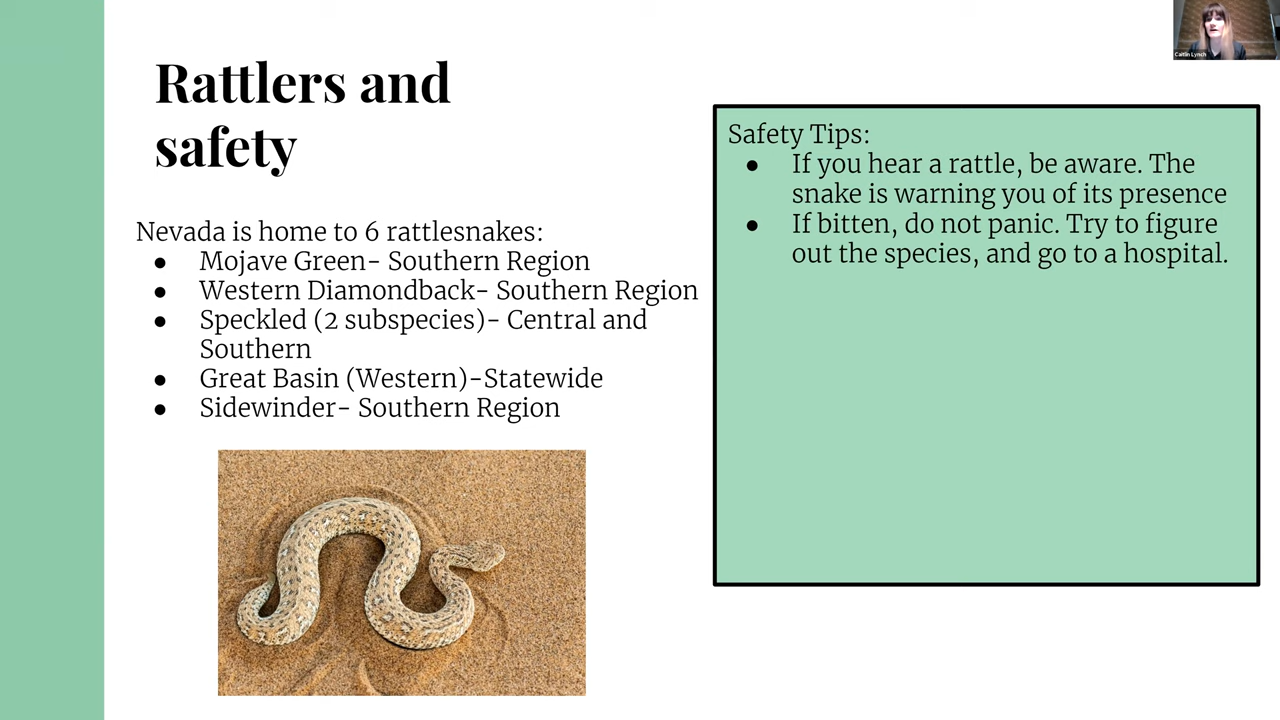 Rattlers and
safety
Nevada is home to 6 rattlesnakes:
● Mojave Green- Southern Region
● Western Diamondback- Southern Region
● Speckled (2 subspecies)- Central and
Southern
● Great Basin (Western)-Statewide
● Sidewinder- Southern Region
Safety Tips:
● If you hear a rattle, be aware. The
snake is warning you of its presence
● If bitten, do not panic. Try to figure
out the species, and go to a hospital.
Caitlin Lynch